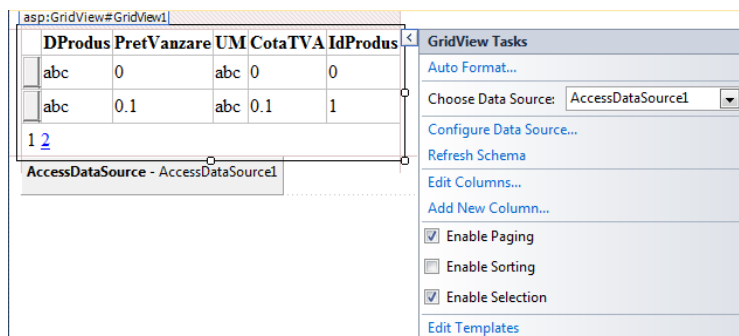 asp:GridView#GridView1
DProdus PretVanzare UM CotaTVA IdProdus
abc 0 abc 0 0
abc 0.1 abc 0.1 1
1 2
AccessDataSource - AccessDataSource1
GridView Tasks
Auto Format...
Choose Data Source: AccessDataSource1
Configure Data Source...
Refresh Schema
Edit Columns...
Add New Column...
Enable Paging
Enable Sorting
Enable Selection
Edit Templates